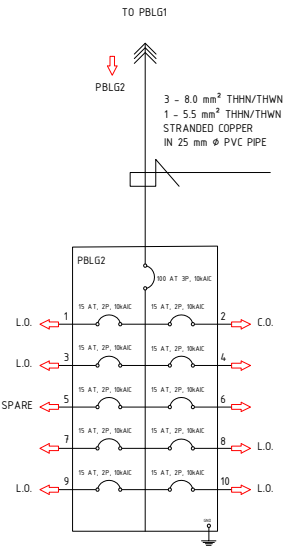 TO PBLG1
PBLG2
3 - 8.0 mm² THHN/THWN
1 - 5.5 mm² THHN/THWN
STRANDED COPPER
IN 25 mm ø PVC PIPE
PBLG2
100 AT 3P, 10kAIC
15 AT, 2P, 10kAIC 15 AT, 2P, 10kAIC
L.O. 1 2 C.O.
15 AT, 2P, 10kAIC 15 AT, 2P, 10kAIC
L.O. 3 4
15 AT, 2P, 10kAIC 15 AT, 2P, 10kAIC
SPARE 5 6
15 AT, 2P, 10kAIC 15 AT, 2P, 10kAIC
7 8 L.O.
15 AT, 2P, 10kAIC 15 AT, 2P, 10kAIC
L.O. 9 10 L.O.
GND